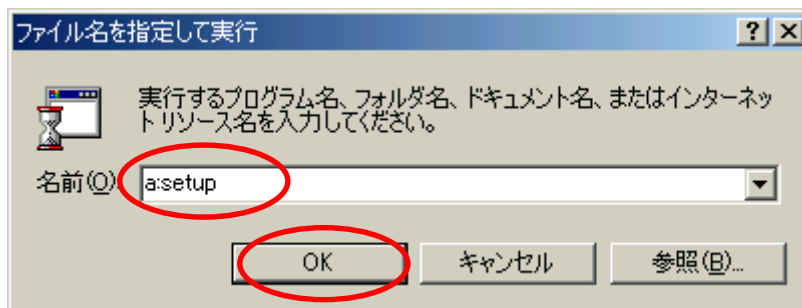 ファイル名を指定して実行
実行するプログラム名、フォルダ名、ドキュメント名、またはインターネッ
トリソース名を入力してください。
名前(O):
a:setup
OK
キャンセル
参照(B)...